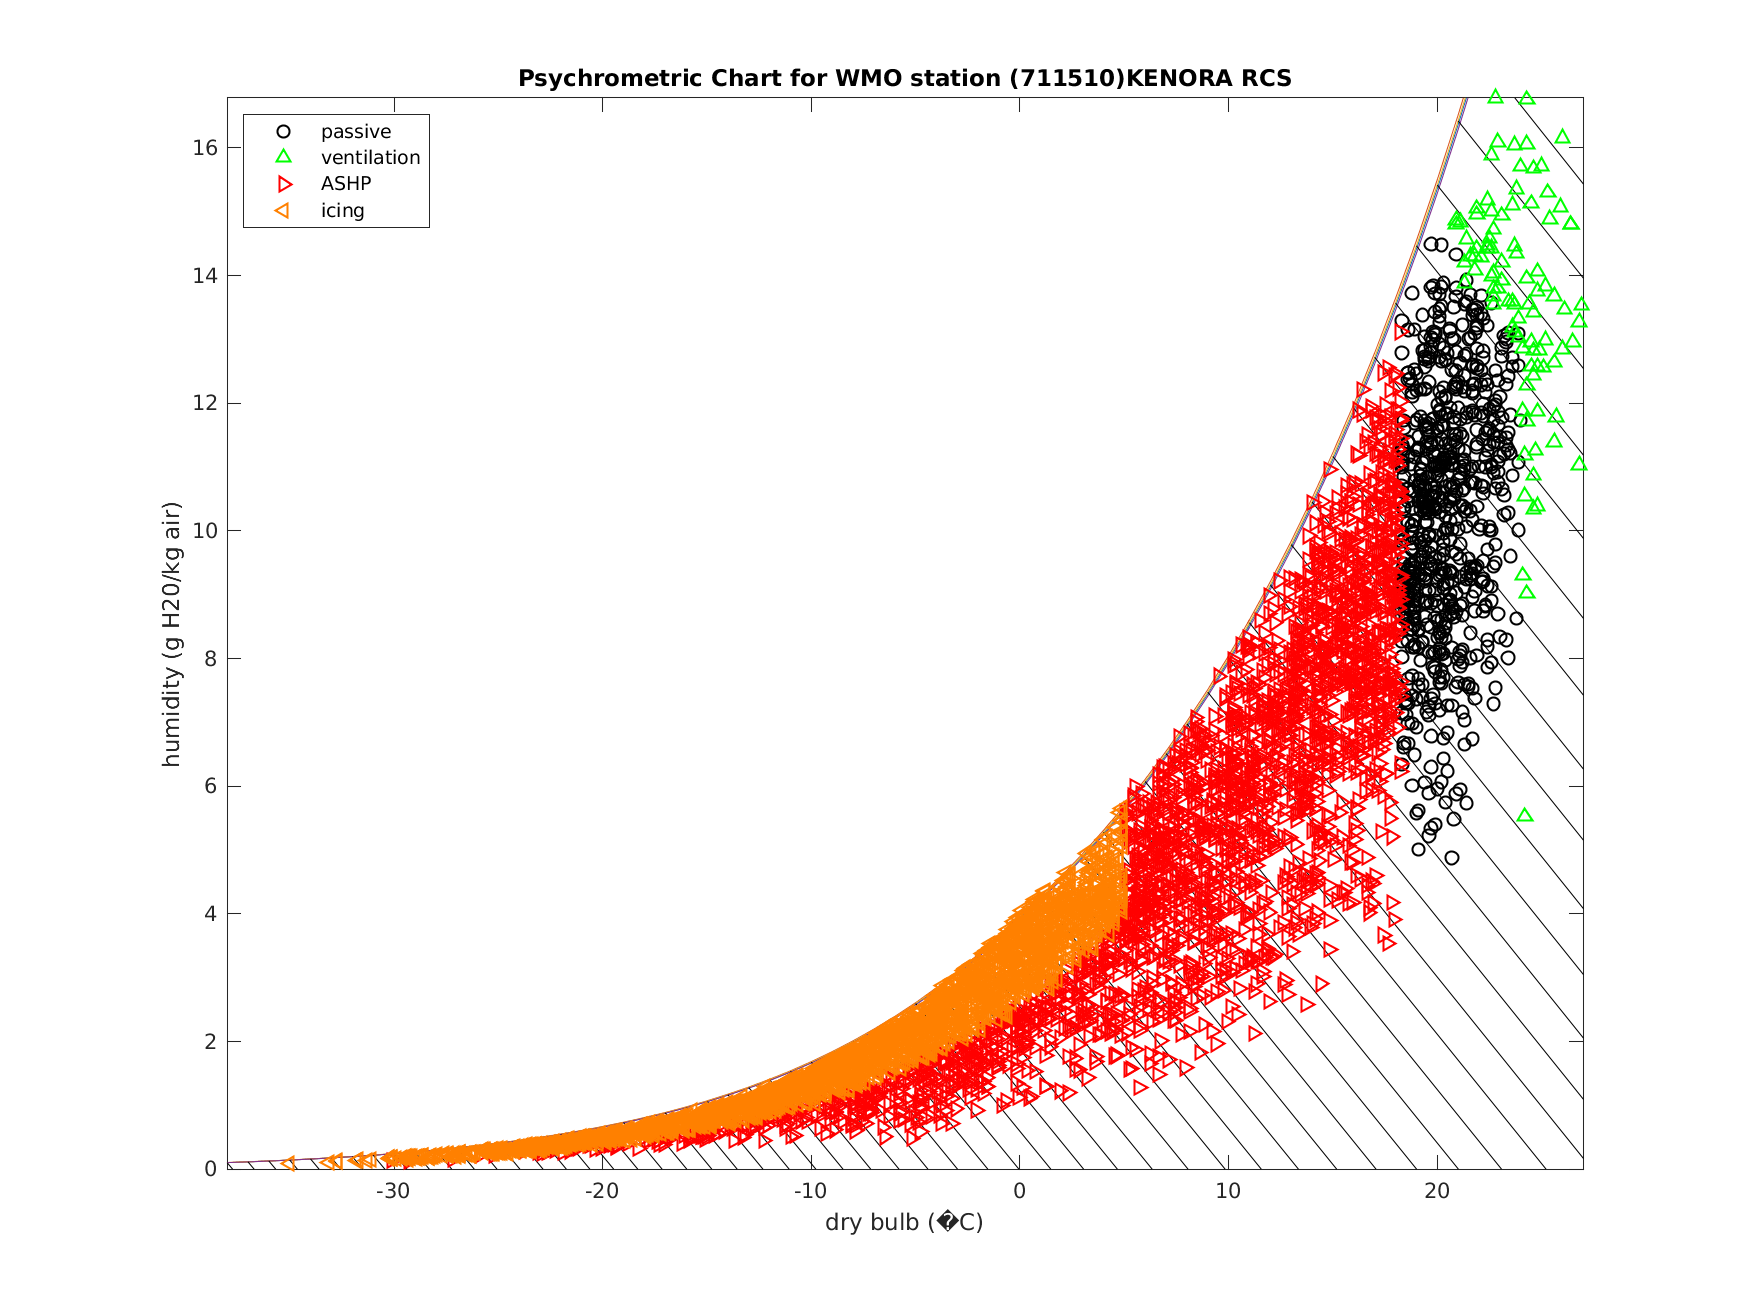 Psychrometric Chart for WMO station (711510)KENORA RCS
passive
ventilation
ASHP
icing
16
14
12
10
8
6
4
2
0
humidity (g H20/kg air)
-30 -20 -10 0 10 20
dry bulb (�C)